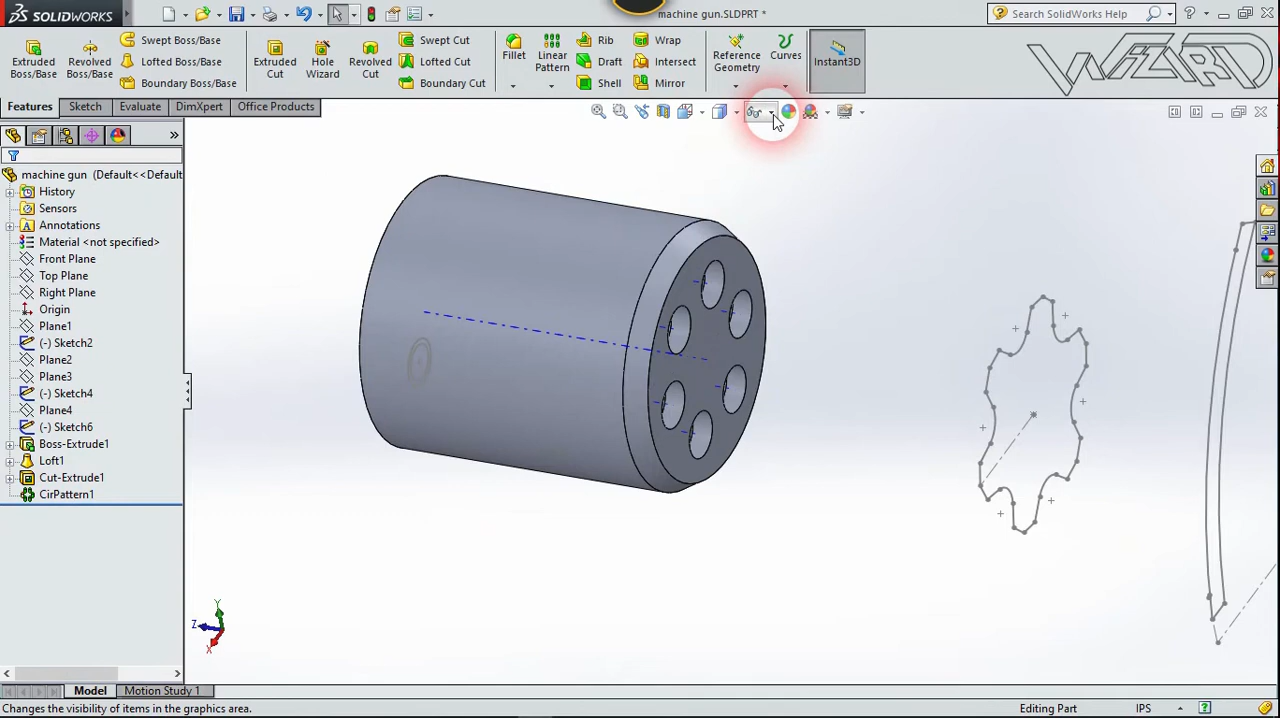 SOLIDWORKS
machine gun.SLDPRT *
Search SolidWorks Help
Extruded Boss/Base
Revolved Boss/Base
Swept Boss/Base
Lofted Boss/Base
Boundary Boss/Base
Extruded Cut
Hole Wizard
Revolved Cut
Swept Cut
Lofted Cut
Boundary Cut
Fillet
Linear Pattern
Rib
Draft
Shell
Wrap
Intersect
Mirror
Reference Geometry
Curves
Instant3D
WIZARD
Features
Sketch
Evaluate
DimXpert
Office Products
machine gun (Default<<Default
History
Sensors
Annotations
Material <not specified>
Front Plane
Top Plane
Right Plane
Origin
Plane1
(-) Sketch2
Plane2
Plane3
(-) Sketch4
Plane4
(-) Sketch6
Boss-Extrude1
Loft1
Cut-Extrude1
CirPattern1
Y
Z
X
Model
Motion Study 1
Changes the visibility of items in the graphics area.
Editing Part
IPS